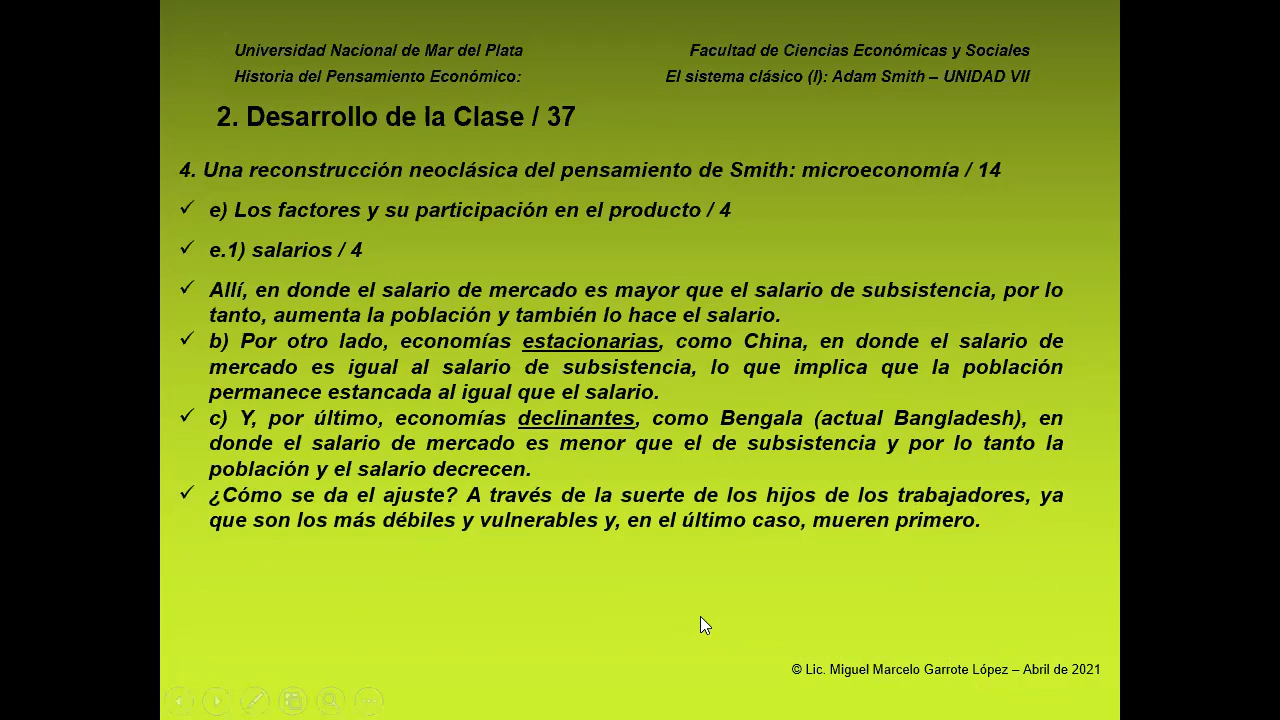 Universidad Nacional de Mar del Plata
Facultad de Ciencias Económicas y Sociales
Historia del Pensamiento Económico:
El sistema clásico (I): Adam Smith – UNIDAD VII
2. Desarrollo de la Clase / 37
4. Una reconstrucción neoclásica del pensamiento de Smith: microeconomía / 14
✓ e) Los factores y su participación en el producto / 4
✓ e.1) salarios / 4
✓ Allí, en donde el salario de mercado es mayor que el salario de subsistencia, por lo
tanto, aumenta la población y también lo hace el salario.
✓ b) Por otro lado, economías estacionarias, como China, en donde el salario de
mercado es igual al salario de subsistencia, lo que implica que la población
permanece estancada al igual que el salario.
✓ c) Y, por último, economías declinantes, como Bengala (actual Bangladesh), en
donde el salario de mercado es menor que el de subsistencia y por lo tanto la
población y el salario decrecen.
✓ ¿Cómo se da el ajuste? A través de la suerte de los hijos de los trabajadores, ya
que son los más débiles y vulnerables y, en el último caso, mueren primero.
© Lic. Miguel Marcelo Garrote López – Abril de 2021